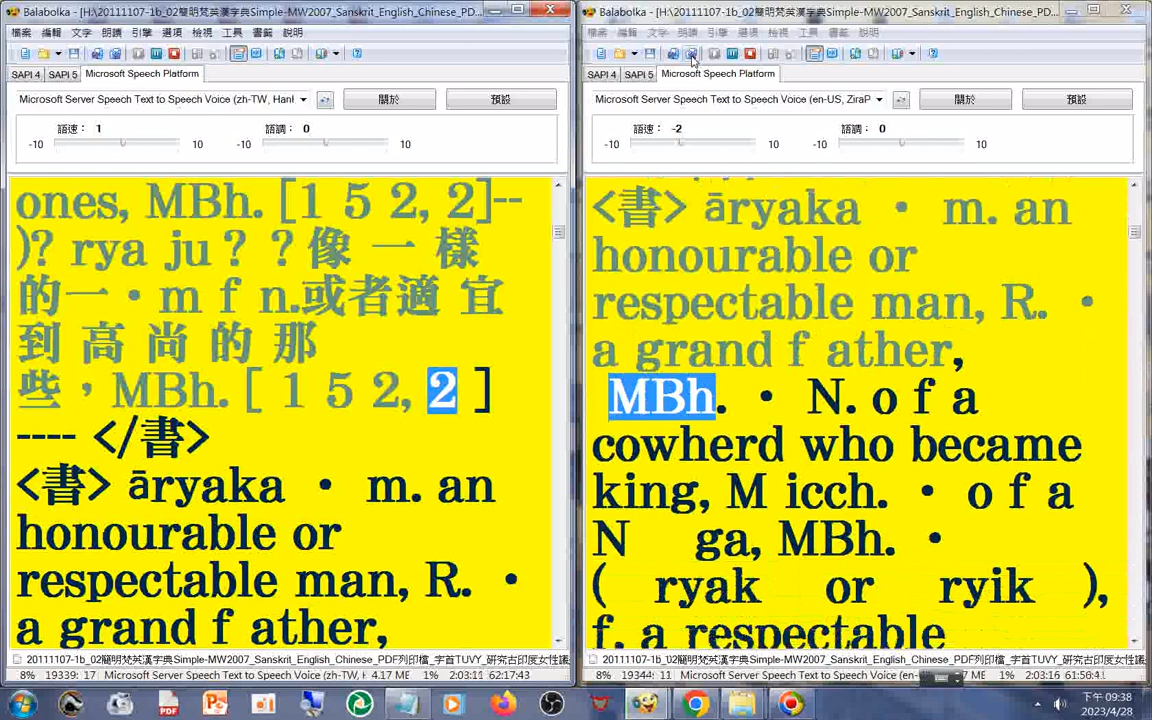 Balabolka - [H:\20111107-1b_02簡明梵英漢字典Simple-MW2007_Sanskrit_English_Chinese_PD...
檔案 編輯 文字 朗讀 引擎 選項 檢視 工具 書籤 說明
SAPI 4 SAPI 5 Microsoft Speech Platform
Microsoft Server Speech Text to Speech Voice (zh-TW, HanH 關於 預設
語速： 1 語調： 0
-10 10 -10 10
ones, MBh. [1 5 2, 2]--
)? rya ju ? ? 像 一 樣
的一 • m f n.或者適 宜
到 高 尚 的 那
些，MBh. [ 1 5 2, 2 ]
---- </書>
<書> āryaka • m. an
honourable or
respectable man, R. •
a grand f ather,
20111107-1b_02簡明梵英漢字典Simple-MW2007_Sanskrit_English_Chinese_PDF列印檔_字首TUVY_研究古印度女性議
8% 19339: 17 Microsoft Server Speech Text to Speech Voice (zh-TW, H 4.17 ME 1% 2:03:11 62:17:43
Balabolka - [H:\20111107-1b_02簡明梵英漢字典Simple-MW2007_Sanskrit_English_Chinese_PD...
檔案 編輯 文字 朗讀 引擎 選項 檢視 工具 書籤 說明
SAPI 4 SAPI 5 Microsoft Speech Platform
Microsoft Server Speech Text to Speech Voice (en-US, ZiraP 關於 預設
語速： -2 語調： 0
-10 10 -10 10
<書> āryaka • m. an
honourable or
respectable man, R. •
a grand f ather,
MBh. • N. o f a
cowherd who became
king, M icch. • o f a
N ga, MBh. •
( ryak or ryik ),
f. a respectable
20111107-1b_02簡明梵英漢字典Simple-MW2007_Sanskrit_English_Chinese_PDF列印檔_字首TUVY_研究古印度女性議
8% 19344: 11 Microsoft Server Speech Text to Speech Voice (en-U 1% 2:03:16 61:56:4
下午 09:38
2023/4/28